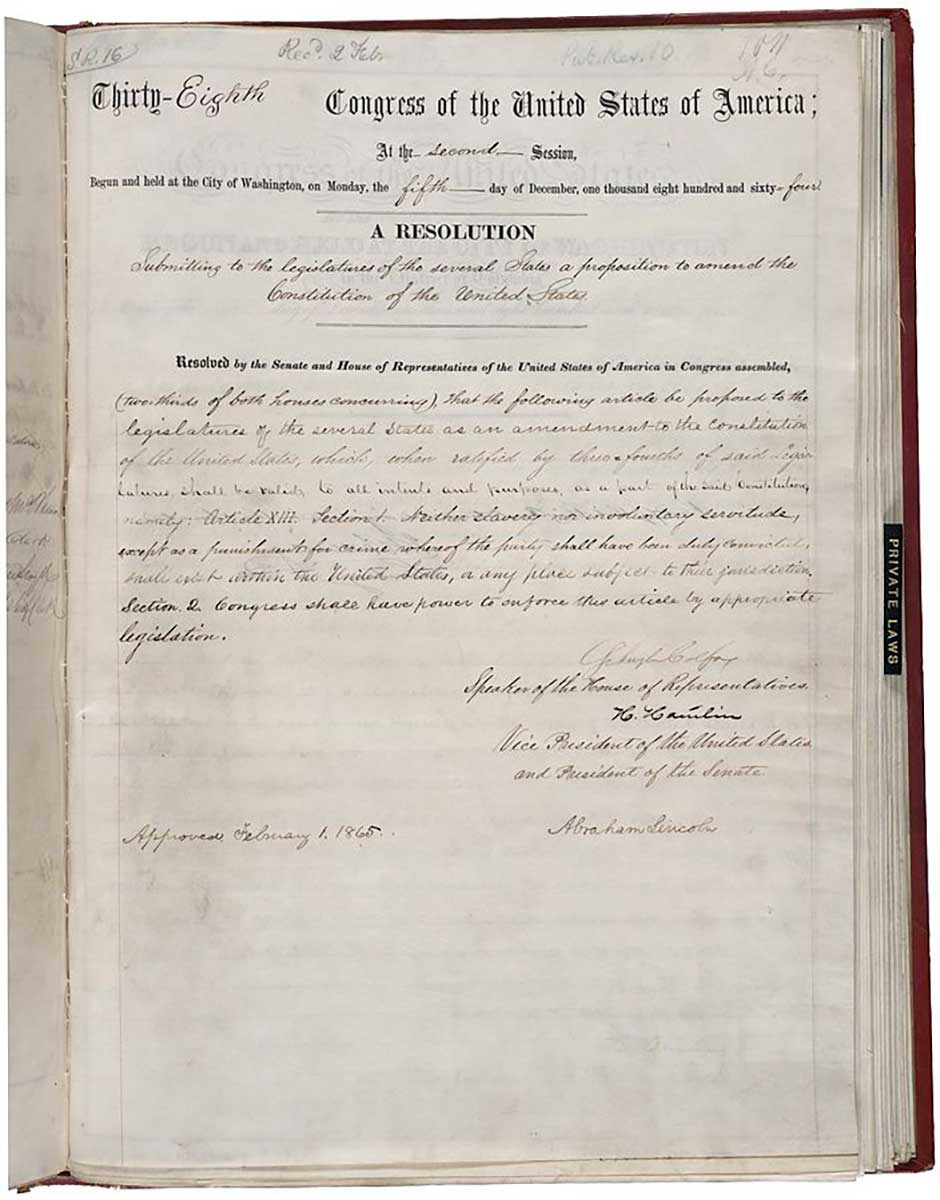 S.R. 16
Recd. 2 Feb.
Pub. Res. 10
Thirty-Eighth Congress of the United States of America;
At the second Session,
Begun and held at the City of Washington, on Monday, the fifth day of December, one thousand eight hundred and sixty-four.
A RESOLUTION
Submitting to the legislatures of the several States a proposition to amend the
Constitution of the United States.
Resolved by the Senate and House of Representatives of the United States of America in Congress assembled,
(two-thirds of both houses concurring), that the following article be proposed to the
legislatures of the several States as an amendment to the Constitution
of the United States, which, when ratified by three-fourths of said Legis-
latures, shall be valid, to all intents and purposes, as a part of the said Constitution,
namely: Article XIII. Section 1. Neither slavery nor involuntary servitude,
except as a punishment for crime whereof the party shall have been duly convicted,
shall exist within the United States, or any place subject to their jurisdiction.
Section 2. Congress shall have power to enforce this article by appropriate
legislation.
Schuyler Colfax
Speaker of the House of Representatives.
H. Hamlin
Vice President of the United States,
and President of the Senate.
Approved, February 1. 1865.
Abraham Lincoln
PRIVATE LAWS